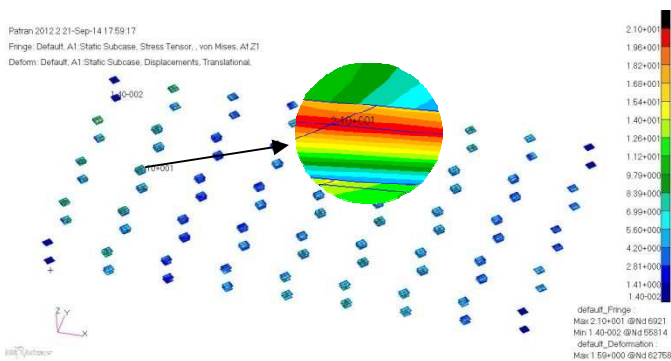 Patran 2012.2 21-Sep-14 17:59:17
Fringe: Default, A1:Static Subcase, Stress Tensor, , von Mises, At Z1
Deform: Default, A1:Static Subcase, Displacements, Translational,
1.40-002
2.10+001
10+001
2.10+001
1.96+001
1.82+001
1.68+001
1.54+001
1.40+001
1.26+001
1.12+001
9.79+000
8.39+000
6.99+000
5.60+000
4.20+000
2.81+000
1.41+000
1.40-002
Z
Y
X
default_Fringe :
Max 2.10+001 @Nd 6921
Min 1.40-002 @Nd 55814
default_Deformation :
Max 1.59+000 @Nd 62758